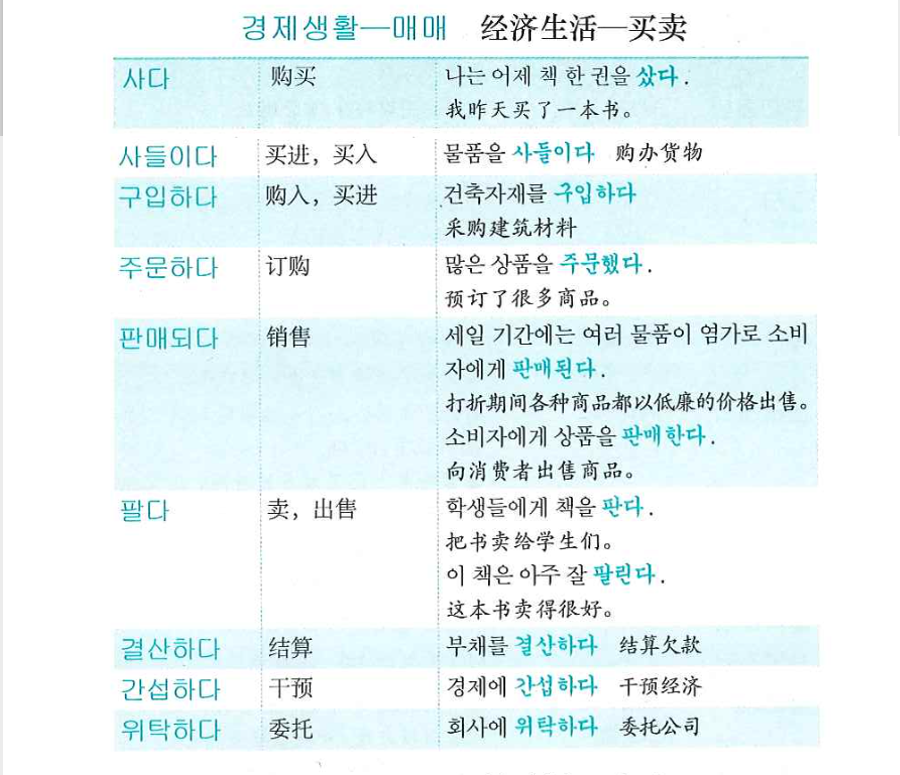 경제생활—매매 经济生活—买卖
사다 购买 나는 어제 책 한 권을 샀다.
我昨天买了一本书。
사들이다 买进，买入 물품을 사들이다 购办货物
구입하다 购入，买进 건축자재를 구입하다
采购建筑材料
주문하다 订购 많은 상품을 주문했다.
预订了很多商品。
판매되다 销售 세일 기간에는 여러 물품이 염가로 소비
자에게 판매된다.
打折期间各种商品都以低廉的价格出售。
소비자에게 상품을 판매한다.
向消费者出售商品。
팔다 卖，出售 학생들에게 책을 판다.
把书卖给学生们。
이 책은 아주 잘 팔린다.
这本书卖得很好。
결산하다 结算 부채를 결산하다 结算欠款
간섭하다 干预 경제에 간섭하다 干预经济
위탁하다 委托 회사에 위탁하다 委托公司